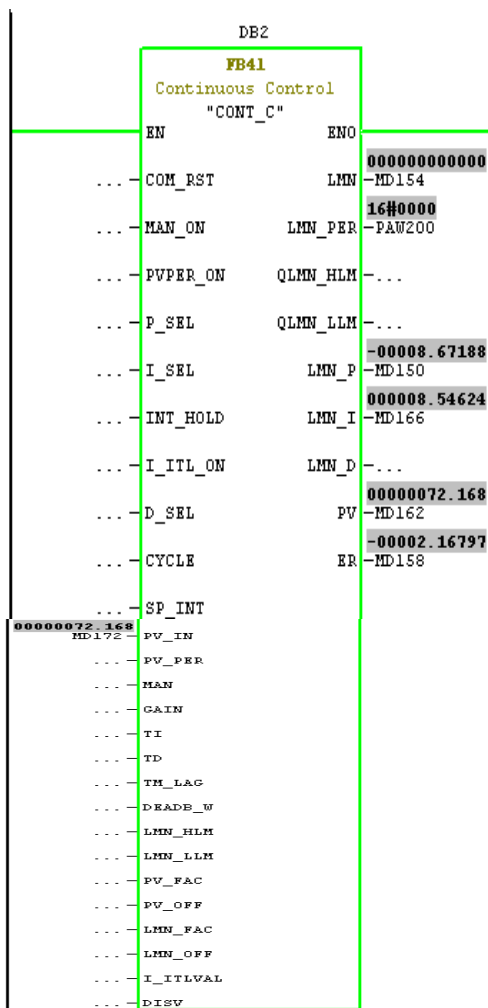 DB2
FB41
Continuous Control
"CONT_C"
EN ENO
000000000000
... COM_RST LMN MD154
16#0000
... MAN_ON LMN_PER PAW200
... PVPER_ON QLMN_HLM ...
... P_SEL QLMN_LLM ...
-00008.67188
... I_SEL LMN_P MD150
000008.54624
... INT_HOLD LMN_I MD166
... I_ITL_ON LMN_D ...
00000072.168
... D_SEL PV MD162
-00002.16797
... CYCLE ER MD158
... SP_INT
00000072.168
MD172 PV_IN
... PV_PER
... MAN
... GAIN
... TI
... TD
... TM_LAG
... DEADB_W
... LMN_HLM
... LMN_LLM
... PV_FAC
... PV_OFF
... LMN_FAC
... LMN_OFF
... I_ITLVAL
... DISV